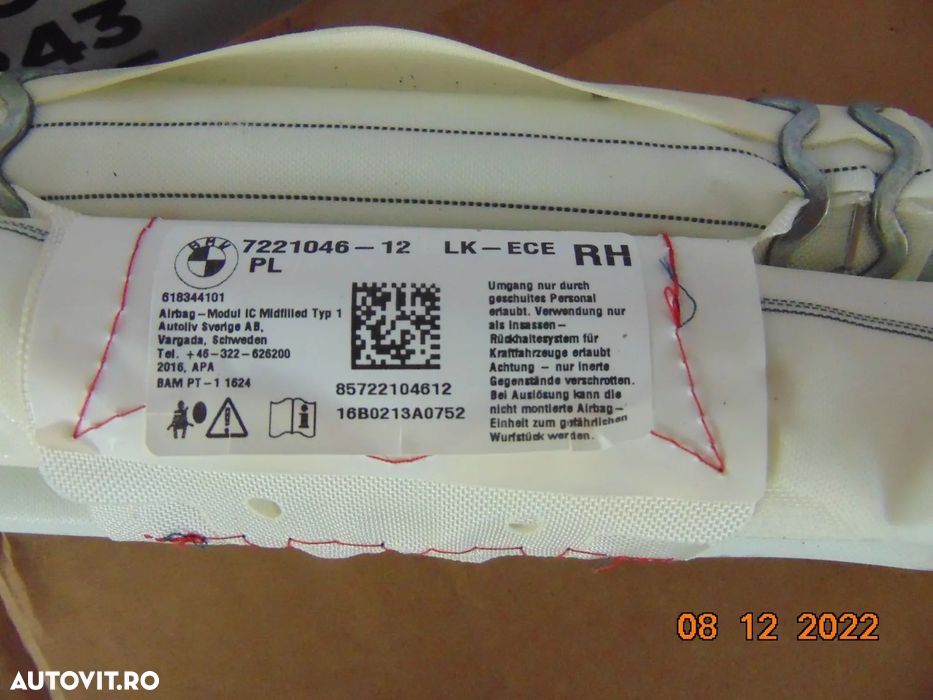 43
BMW
7221046-12 LK-ECE RH
PL
618344101
Airbag-Modul IC Midfilled Typ 1
Autoliv Sverige AB,
Vargada, Schweden
Tel. +46-322-626200
2016, APA
BAM PT-1 1624
85722104612
16B0213A0752
Umgang nur durch
geschultes Personal
erlaubt. Verwendung nur
als Insassen-
Rückhaltesystem für
Kraftfahrzeuge erlaubt
Achtung - nur inerte
Gegenstände verschrotten.
Bei Auslösung kann die
nicht montierte Airbag-
Einheit zum gefährlichen
Wurfstück werden.
08 12 2022
AUTOVIT.RO